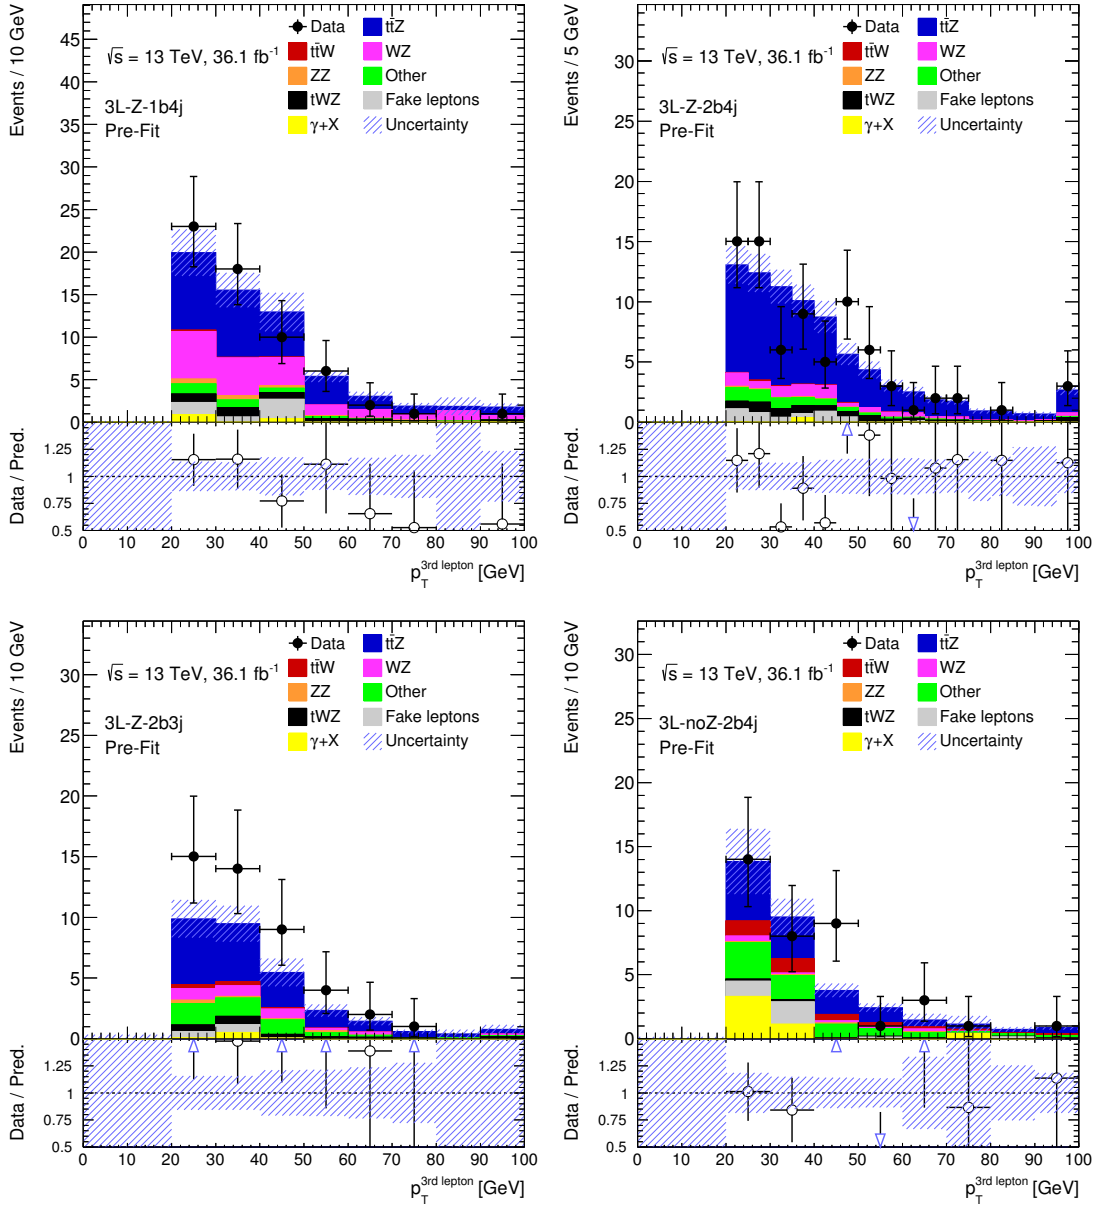 Events / 10 GeV
45
40
35
30
25
20
15
10
5
0
√s = 13 TeV, 36.1 fb⁻¹
3L-Z-1b4j
Pre-Fit
Data
tt̄Z
tt̄W
WZ
ZZ
Other
tWZ
Fake leptons
γ+X
Uncertainty
Data / Pred.
1.25
1
0.75
0.5
0 10 20 30 40 50 60 70 80 90 100
p_T^3rd lepton [GeV]
Events / 5 GeV
30
25
20
15
10
5
0
√s = 13 TeV, 36.1 fb⁻¹
3L-Z-2b4j
Pre-Fit
Data
tt̄Z
tt̄W
WZ
ZZ
Other
tWZ
Fake leptons
γ+X
Uncertainty
Data / Pred.
1.25
1
0.75
0.5
0 10 20 30 40 50 60 70 80 90 100
p_T^3rd lepton [GeV]
Events / 10 GeV
30
25
20
15
10
5
0
√s = 13 TeV, 36.1 fb⁻¹
3L-Z-2b3j
Pre-Fit
Data
tt̄Z
tt̄W
WZ
ZZ
Other
tWZ
Fake leptons
γ+X
Uncertainty
Data / Pred.
1.25
1
0.75
0.5
0 10 20 30 40 50 60 70 80 90 100
p_T^3rd lepton [GeV]
Events / 10 GeV
30
25
20
15
10
5
0
√s = 13 TeV, 36.1 fb⁻¹
3L-noZ-2b4j
Pre-Fit
Data
tt̄Z
tt̄W
WZ
ZZ
Other
tWZ
Fake leptons
γ+X
Uncertainty
Data / Pred.
1.25
1
0.75
0.5
0 10 20 30 40 50 60 70 80 90 100
p_T^3rd lepton [GeV]